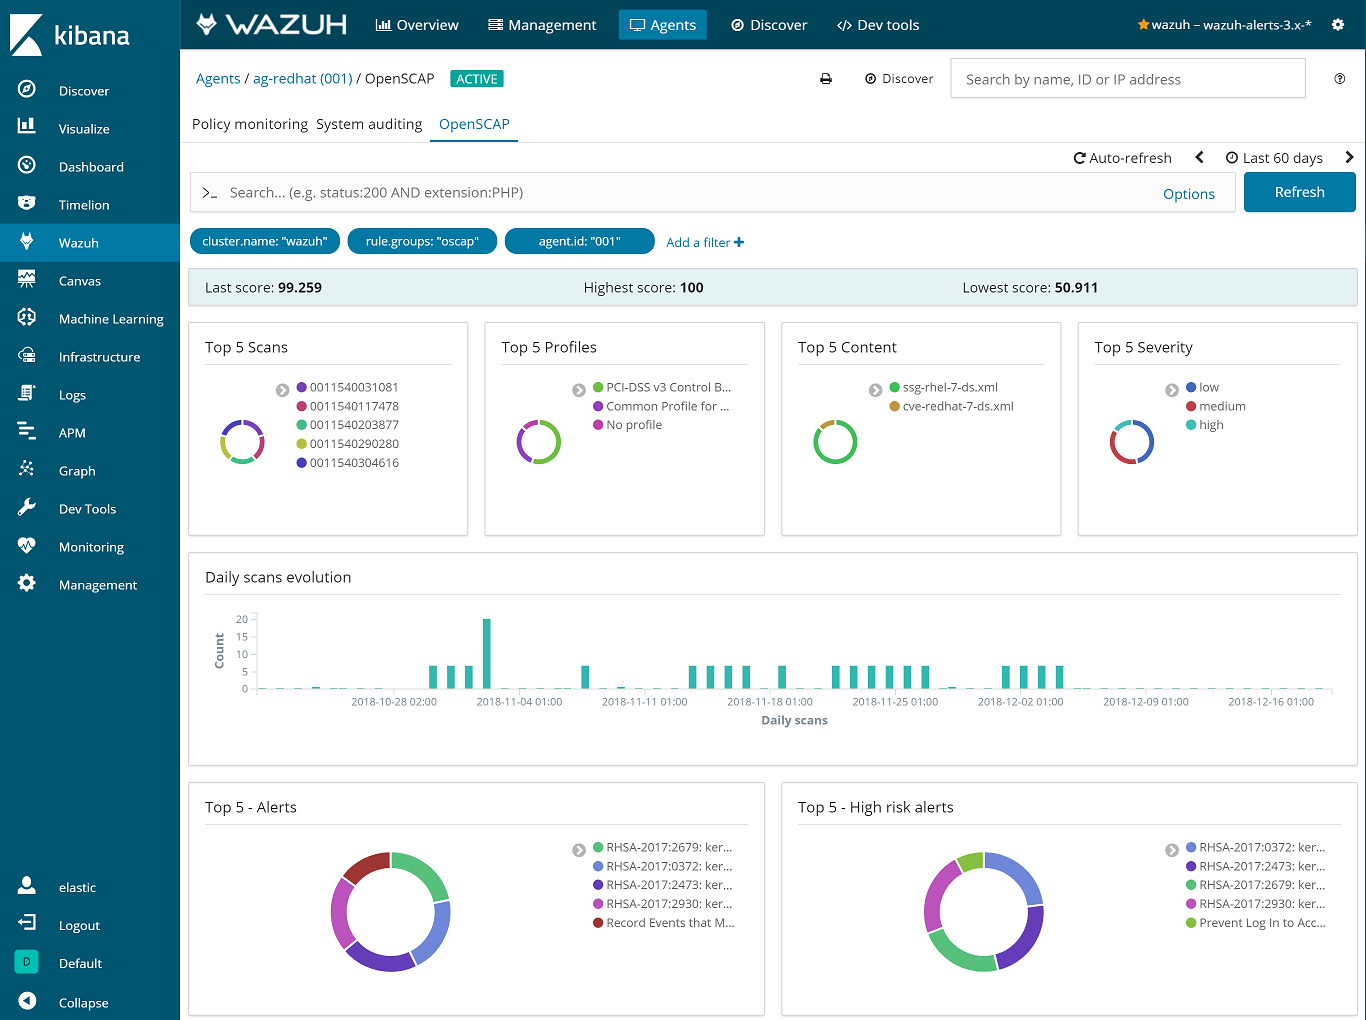 kibana
Discover
Visualize
Dashboard
Timelion
Wazuh
Canvas
Machine Learning
Infrastructure
Logs
APM
Graph
Dev Tools
Monitoring
Management
elastic
Logout
D Default
Collapse
WAZUH Overview Management Agents Discover </> Dev tools wazuh – wazuh-alerts-3.x-*
Agents / ag-redhat (001) / OpenSCAP ACTIVE Discover Search by name, ID or IP address
Policy monitoring System auditing OpenSCAP
Auto-refresh Last 60 days
>_ Search... (e.g. status:200 AND extension:PHP) Options Refresh
cluster.name: "wazuh" rule.groups: "oscap" agent.id: "001" Add a filter +
Last score: 99.259 Highest score: 100 Lowest score: 50.911
Top 5 Scans
0011540031081
0011540117478
0011540203877
0011540290280
0011540304616
Top 5 Profiles
PCI-DSS v3 Control B...
Common Profile for ...
No profile
Top 5 Content
ssg-rhel-7-ds.xml
cve-redhat-7-ds.xml
Top 5 Severity
low
medium
high
Daily scans evolution
Count
20
15
10
5
0
2018-10-28 02:00 2018-11-04 01:00 2018-11-11 01:00 2018-11-18 01:00 2018-11-25 01:00 2018-12-02 01:00 2018-12-09 01:00 2018-12-16 01:00
Daily scans
Top 5 - Alerts
RHSA-2017:2679: ker...
RHSA-2017:0372: ker...
RHSA-2017:2473: ker...
RHSA-2017:2930: ker...
Record Events that M...
Top 5 - High risk alerts
RHSA-2017:0372: ker...
RHSA-2017:2473: ker...
RHSA-2017:2679: ker...
RHSA-2017:2930: ker...
Prevent Log In to Acc...